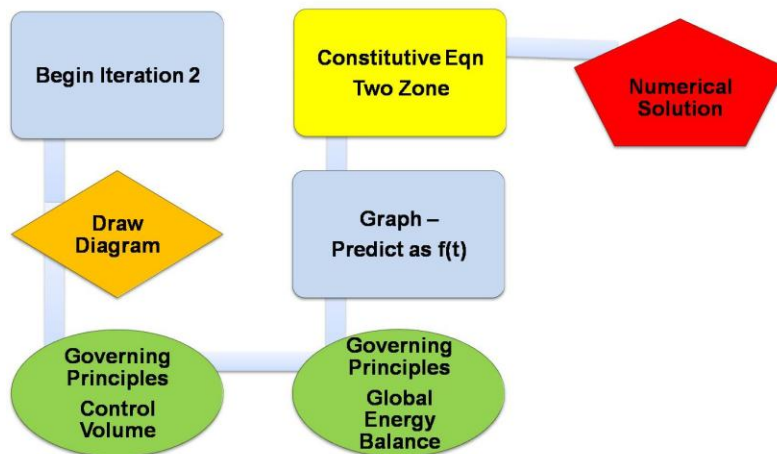 Begin Iteration 2
Draw
Diagram
Governing
Principles
Control
Volume
Governing
Principles
Global
Energy
Balance
Graph –
Predict as f(t)
Constitutive Eqn
Two Zone
Numerical
Solution